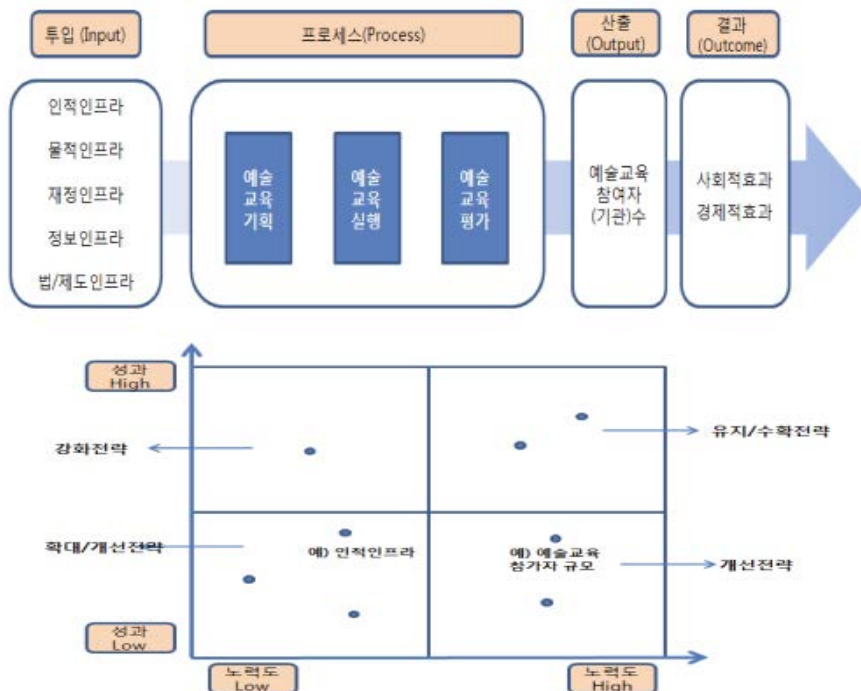 투입 (Input)
프로세스(Process)
산출
(Output)
결과
(Outcome)
인적인프라
물적인프라
재정인프라
정보인프라
법/제도인프라
예술
교육
기획
예술
교육
실행
예술
교육
평가
예술교육
참여자
(기관)수
사회적효과
경제적효과
성과
High
강화전략
유지/수확전략
확대/개선전략
예) 인적인프라
예) 예술교육
참가자 규모
개선전략
성과
Low
노력도
Low
노력도
High